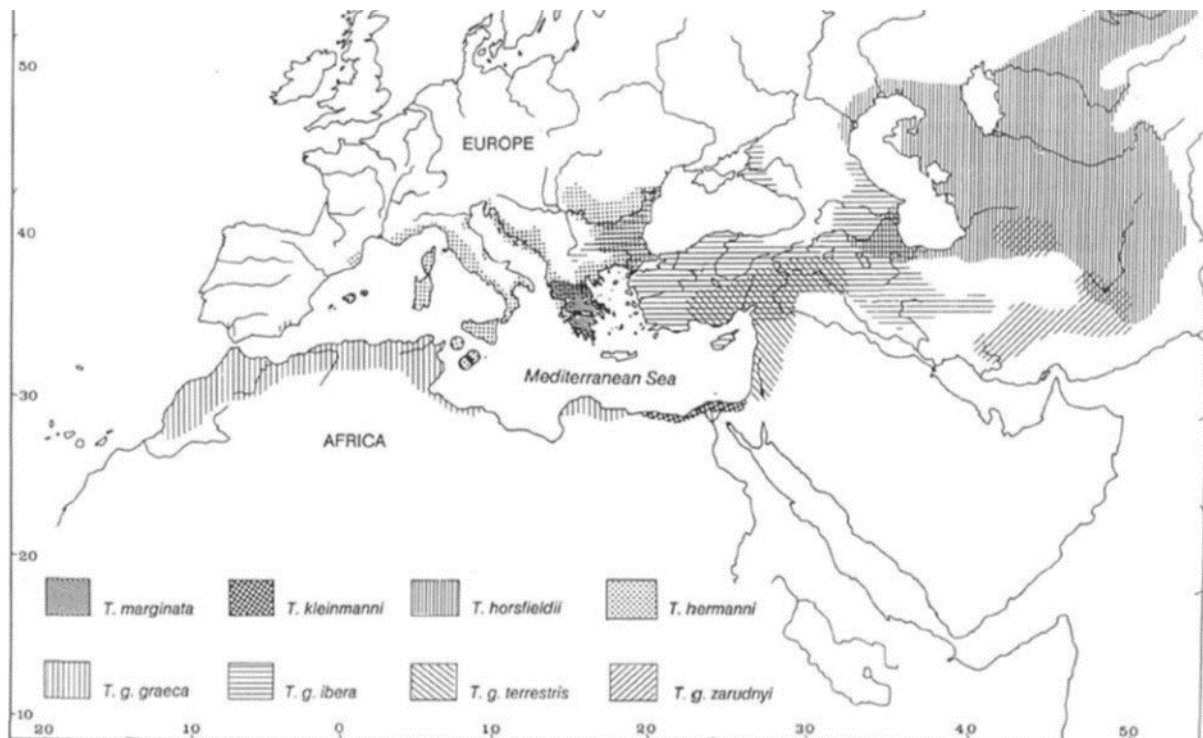 50
EUROPE
40
Mediterranean Sea
30
AFRICA
20
T. marginata T. kleinmanni T. horsfieldii T. hermanni
T. g. graeca T. g. ibera T. g. terrestris T. g. zarudnyi
10
20 10 0 10 20 30 40 50